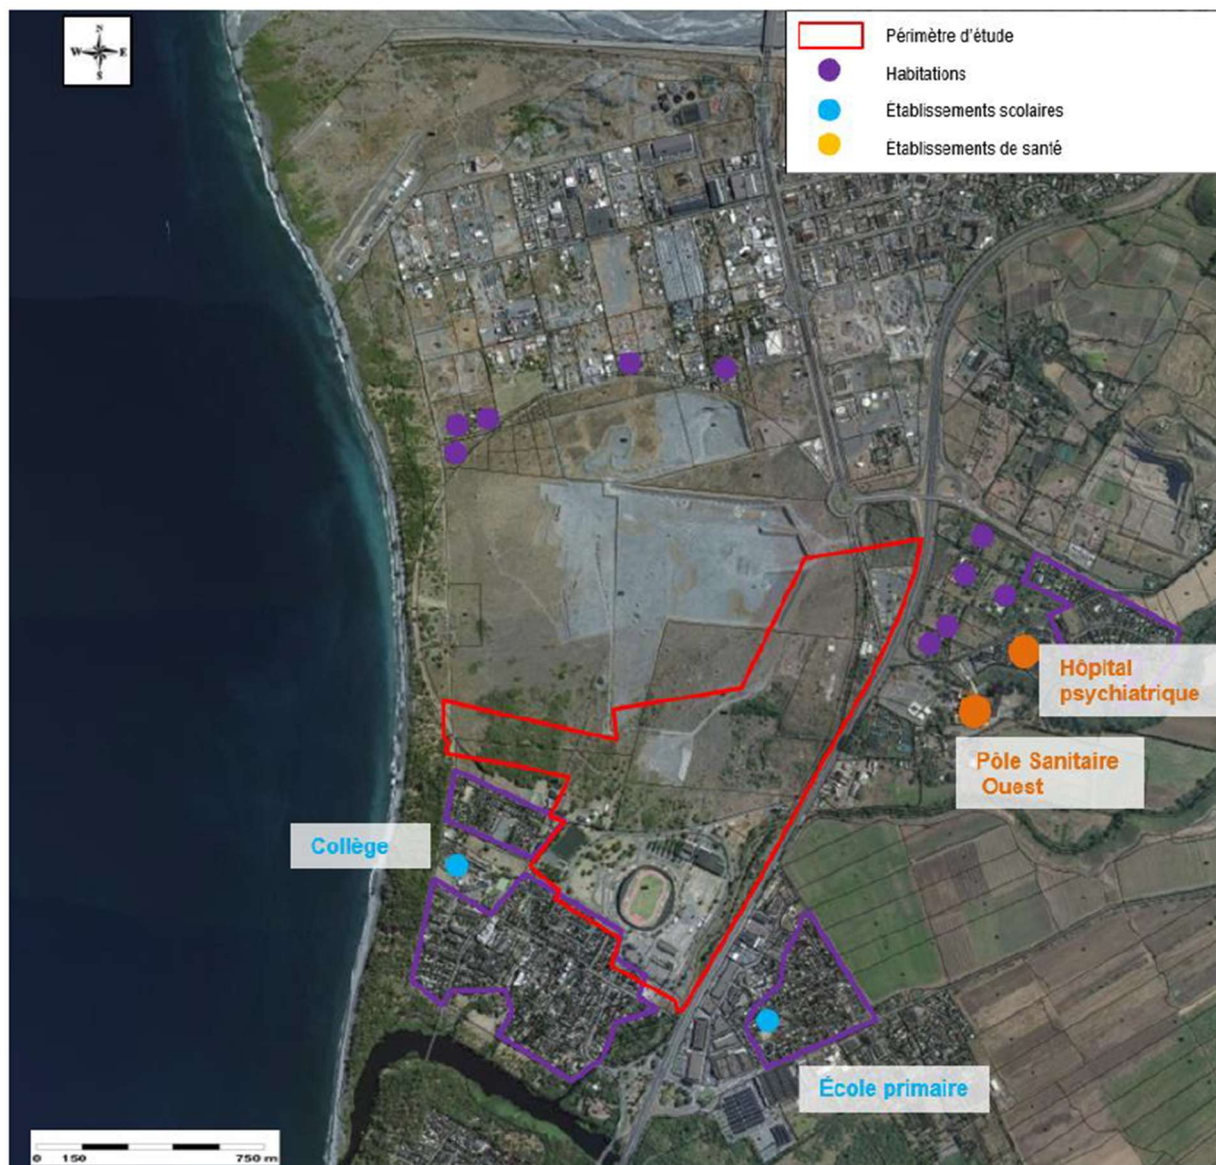 N
W E
S
Périmètre d'étude
Habitations
Établissements scolaires
Établissements de santé
Hôpital
psychiatrique
Pôle Sanitaire
Ouest
Collège
École primaire
0 150 750 m